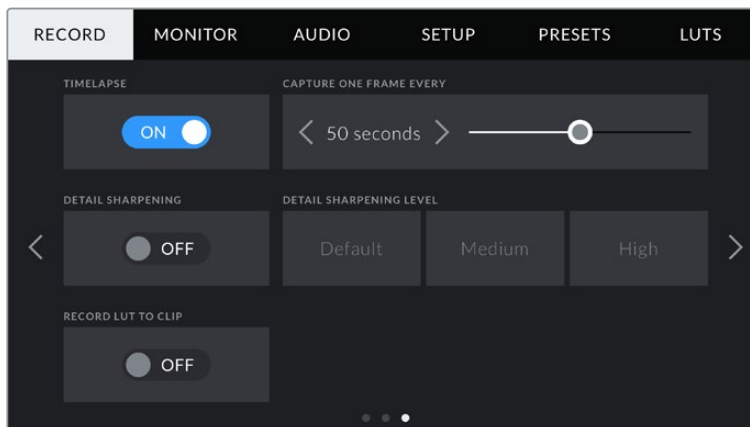 RECORD MONITOR AUDIO SETUP PRESETS LUTS
TIMELAPSE CAPTURE ONE FRAME EVERY
ON 50 seconds
DETAIL SHARPENING DETAIL SHARPENING LEVEL
OFF Default Medium High
RECORD LUT TO CLIP
OFF